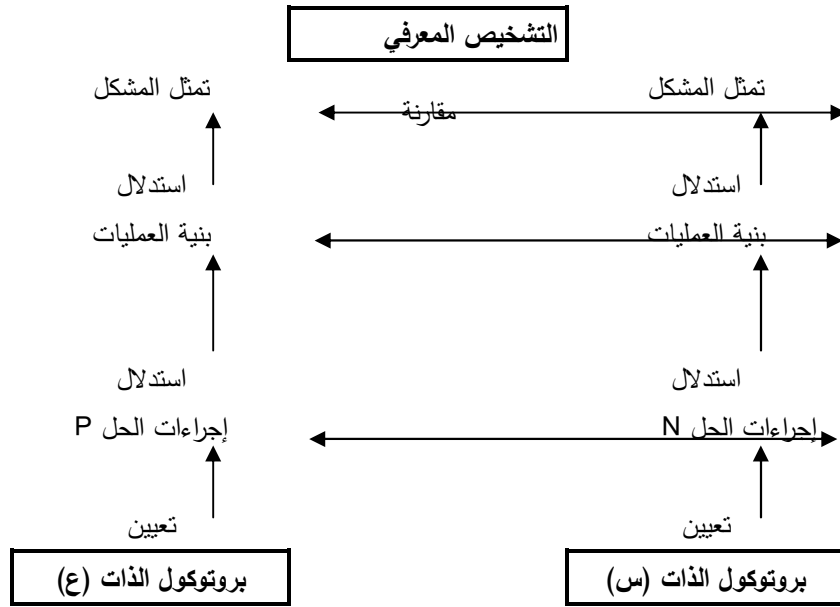 التشخيص المعرفي
تمثل المشكل تمثل المشكل
مقارنة
استدلال استدلال
بنية العمليات بنية العمليات
استدلال استدلال
إجراءات الحل N إجراءات الحل P
تعيين تعيين
بروتوكول الذات (س) بروتوكول الذات (ع)